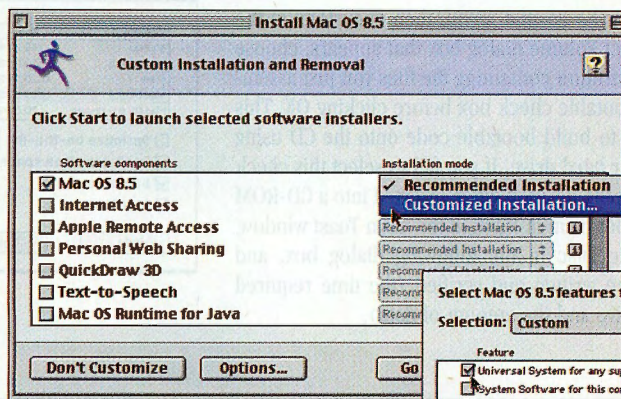 Install Mac OS 8.5
Custom Installation and Removal
?
Click Start to launch selected software installers.
Software components
Installation mode
Mac OS 8.5
Recommended Installation
Internet Access
Customized Installation...
Apple Remote Access
Recommended Installation
Personal Web Sharing
Recommended Installation
QuickDraw 3D
Text-to-Speech
Mac OS Runtime for Java
Select Mac OS 8.5 features
Selection: Custom
Feature
Universal System for any
System Software for this
Don't Customize
Options...
Go